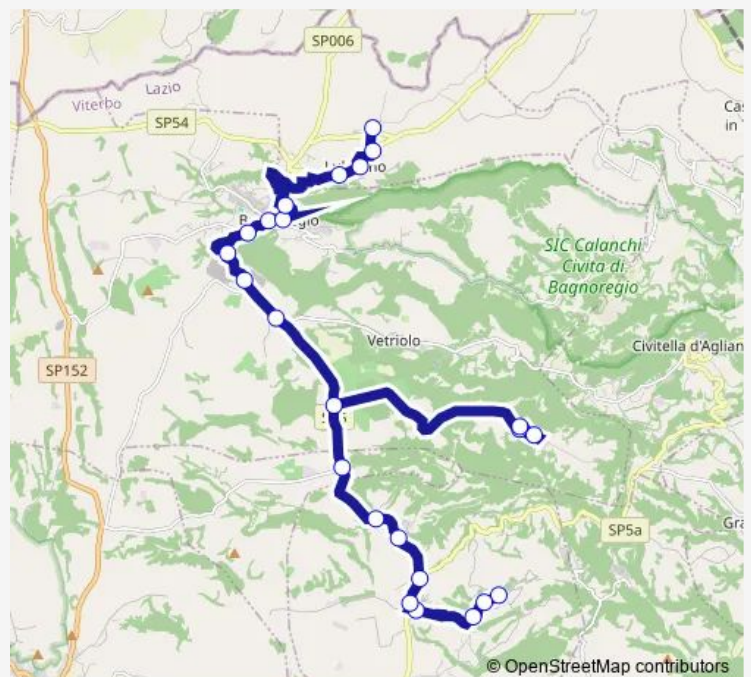 SP006
Lazio
Viterbo
SP54
SIC Calanchi
Civita di
Bagnoregio
Vetriolo
Civitella d'Aglian
SP152
SP5a
© OpenStreetMap contributors